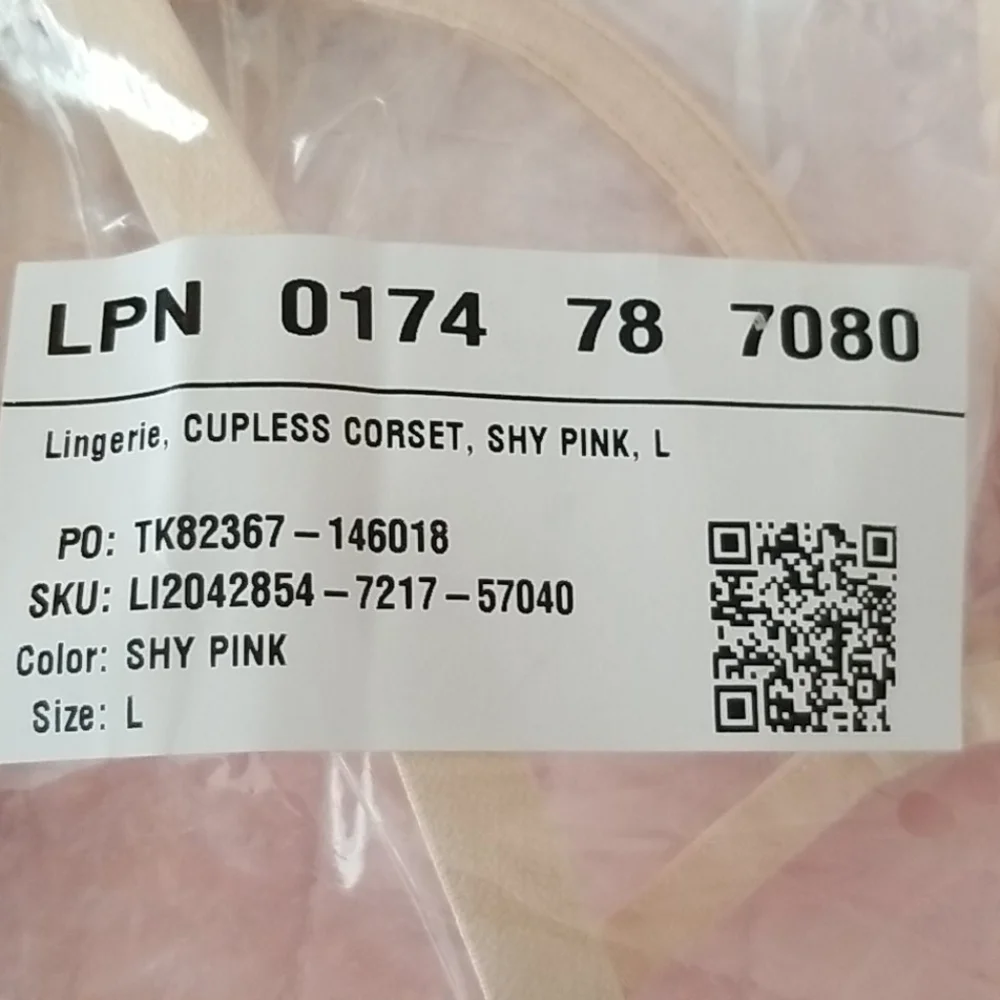 LPN 0174 78 7080
Lingerie, CUPLESS CORSET, SHY PINK, L
PO: TK82367-146018
SKU: LI2042854-7217-57040
Color: SHY PINK
Size: L